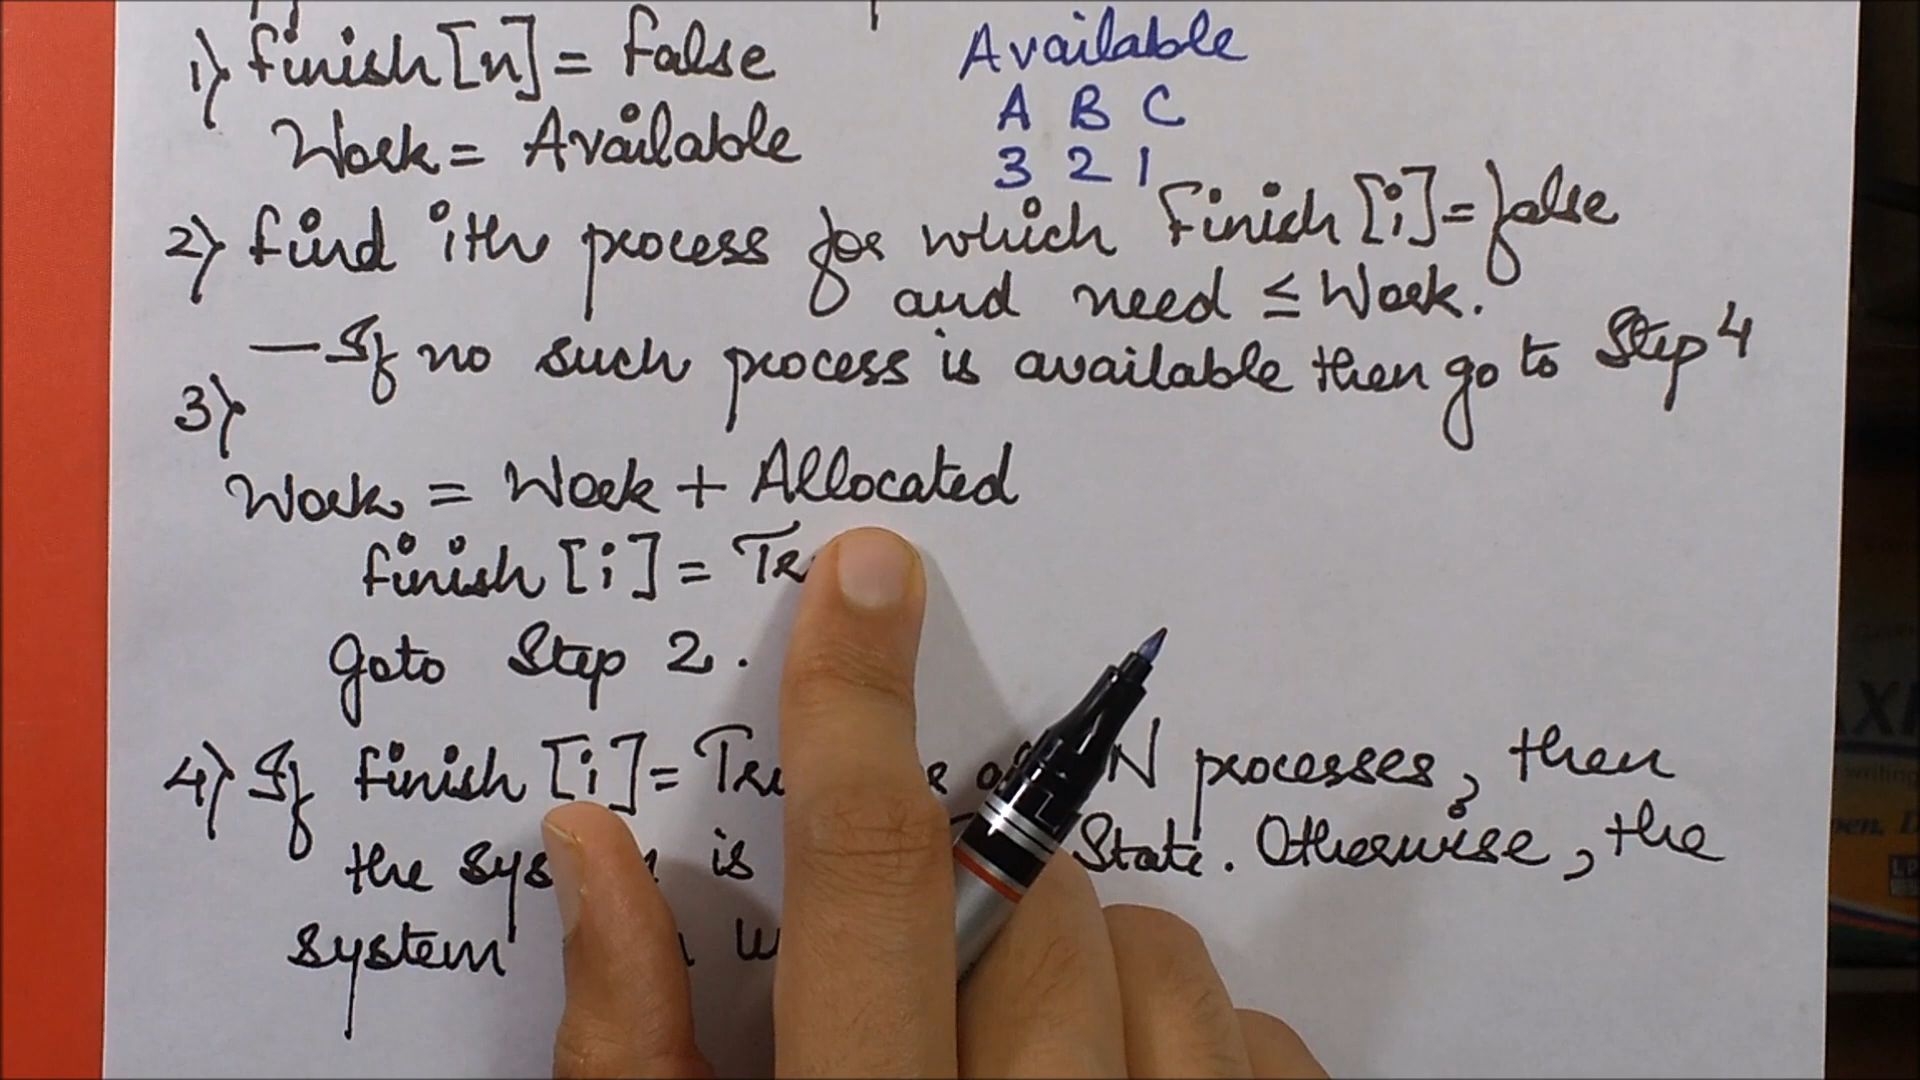 1) Finish[n] = False
Work = Available
Available
A B C
3 2 1
2) Find ith process for which Finish[i] = false
and need ≤ Work.
— If no such process is available then go to Step 4
3)
Work = Work + Allocated
Finish[i] =
Goto Step 2.
4) If Finish[i] = N processes, then
the is State. Otherwise, the
system